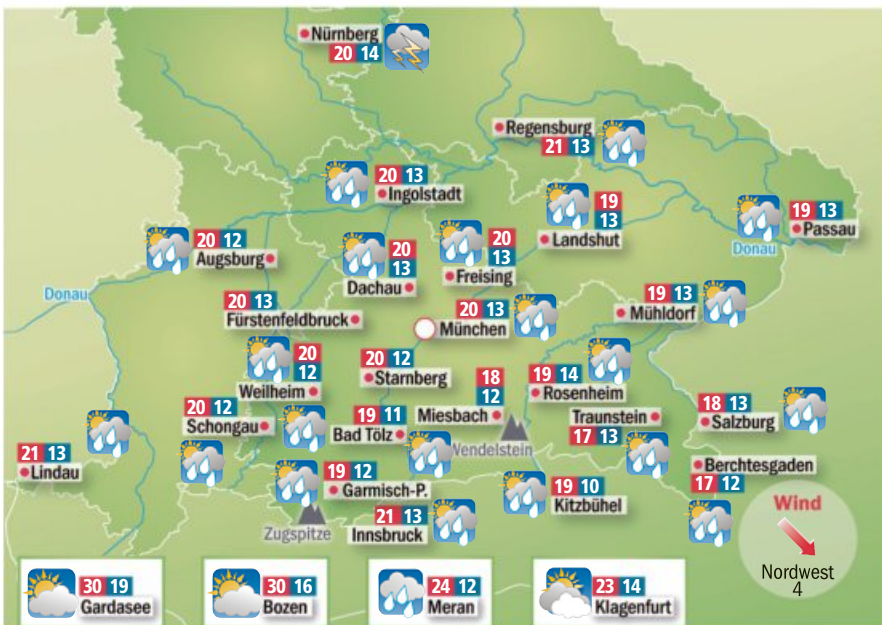 Nürnberg
20 14
Regensburg
21 13
20 13
Ingolstadt
19
13
Landshut
19 13
Passau
Donau
20 12
Augsburg
20
13
Dachau
20
13
Freising
Donau
20 13
Fürstenfeldbruck
20 13
München
19 13
Mühldorf
20
12
Weilheim
20 12
Starnberg
18
12
Miesbach
19 14
Rosenheim
Traunstein
17 13
18 13
Salzburg
20 12
Schongau
19 11
Bad Tölz
Wendelstein
21 13
Lindau
19 12
Garmisch-P.
Zugspitze
21 13
Innsbruck
19 10
Kitzbühel
Berchtesgaden
17 12
Wind
Nordwest
4
30 19
Gardasee
30 16
Bozen
24 12
Meran
23 14
Klagenfurt